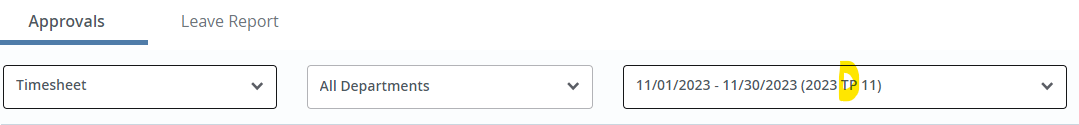 Approvals Leave Report
Timesheet All Departments 11/01/2023 - 11/30/2023 (2023 TP 11)